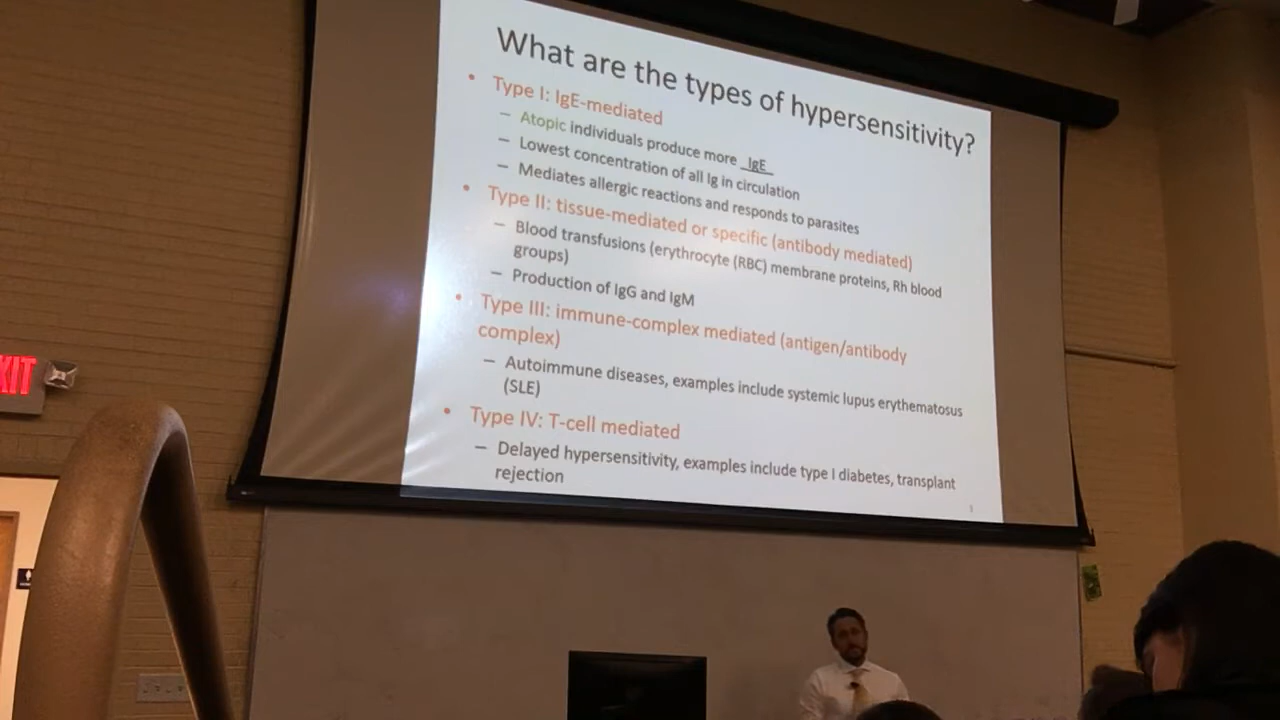 What are the types of hypersensitivity?
• Type I: IgE-mediated
– Atopic individuals produce more _IgE_
– Lowest concentration of all Ig in circulation
– Mediates allergic reactions and responds to parasites
• Type II: tissue-mediated or specific (antibody mediated)
– Blood transfusions (erythrocyte (RBC) membrane proteins, Rh blood
groups)
– Production of IgG and IgM
• Type III: immune-complex mediated (antigen/antibody
complex)
– Autoimmune diseases, examples include systemic lupus erythematosus
(SLE)
• Type IV: T-cell mediated
– Delayed hypersensitivity, examples include type I diabetes, transplant
rejection
XIT